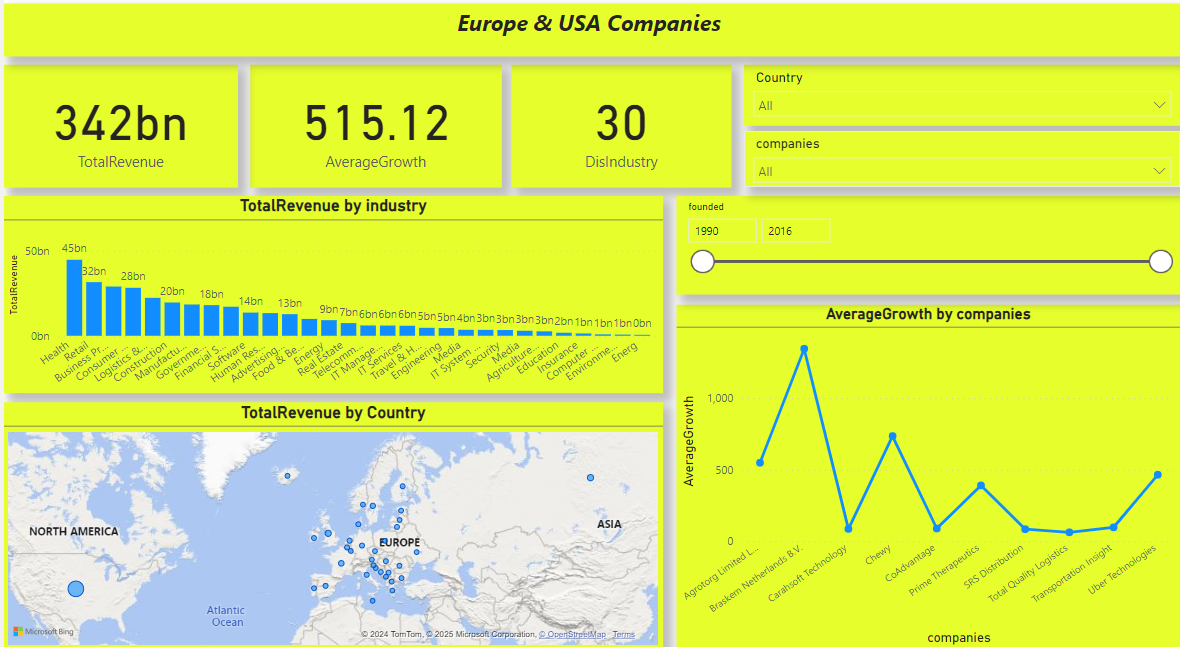 Europe & USA Companies
342bn
TotalRevenue
515.12
AverageGrowth
30
DisIndustry
Country
All
companies
All
TotalRevenue by industry
TotalRevenue
50bn
0bn
45bn
32bn
28bn
20bn
18bn
14bn
13bn
9bn
7bn
6bn
6bn
6bn
5bn
5bn
4bn
3bn
3bn
3bn
3bn
2bn
1bn
1bn
1bn
0bn
Health
Retail
Business Pr...
Consumer ...
Logistics &...
Construction
Manufactu...
Governme...
Financial S...
Software
Human Res...
Advertising...
Food & Be...
Energy
Real Estate
Telecomm...
IT Manage...
IT Services
Travel & H...
Engineering
Media
IT System ...
Security
Media
Agriculture...
Education
Insurance
Computer ...
Environme...
Energ
founded
1990
2016
AverageGrowth by companies
AverageGrowth
1,000
500
0
Agrotorg Limited L...
Braskem Netherlands B.V.
Carahsoft Technology
Chewy
CoAdvantage
Prime Therapeutics
SRS Distribution
Total Quality Logistics
Transportation Insight
Uber Technologies
companies
TotalRevenue by Country
NORTH AMERICA
EUROPE
ASIA
Atlantic
Ocean
Microsoft Bing
© 2024 TomTom, © 2025 Microsoft Corporation, © OpenStreetMap Terms